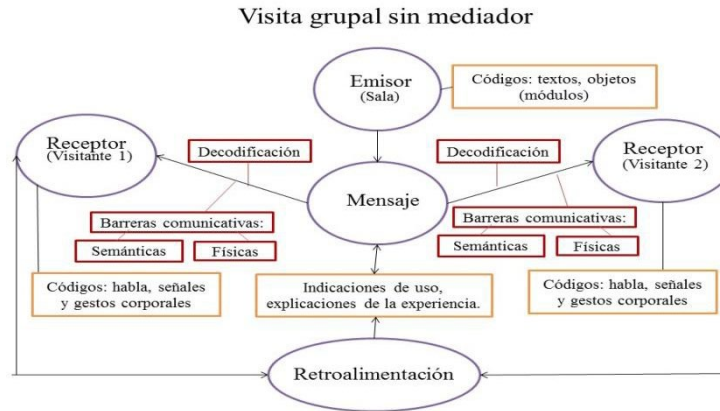 Visita grupal sin mediador
Emisor
(Sala)
Códigos: textos, objetos
(módulos)
Receptor
(Visitante 1)
Decodificación
Decodificación
Receptor
(Visitante 2)
Mensaje
Barreras comunicativas:
Semánticas
Físicas
Barreras comunicativas:
Semánticas
Físicas
Códigos: habla, señales
y gestos corporales
Indicaciones de uso,
explicaciones de la experiencia.
Códigos: habla, señales
y gestos corporales
Retroalimentación